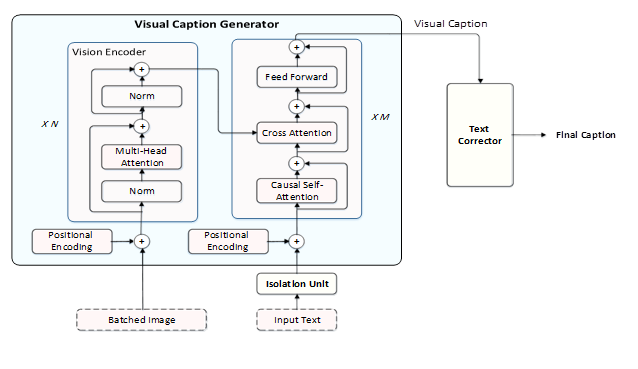 Visual Caption Generator
Visual Caption
Vision Encoder
Feed Forward
Norm
X N
X M
Cross Attention
Text
Corrector
Final Caption
Multi-Head
Attention
Norm
Causal Self-
Attention
Positional
Encoding
Positional
Encoding
Isolation Unit
Batched Image
Input Text